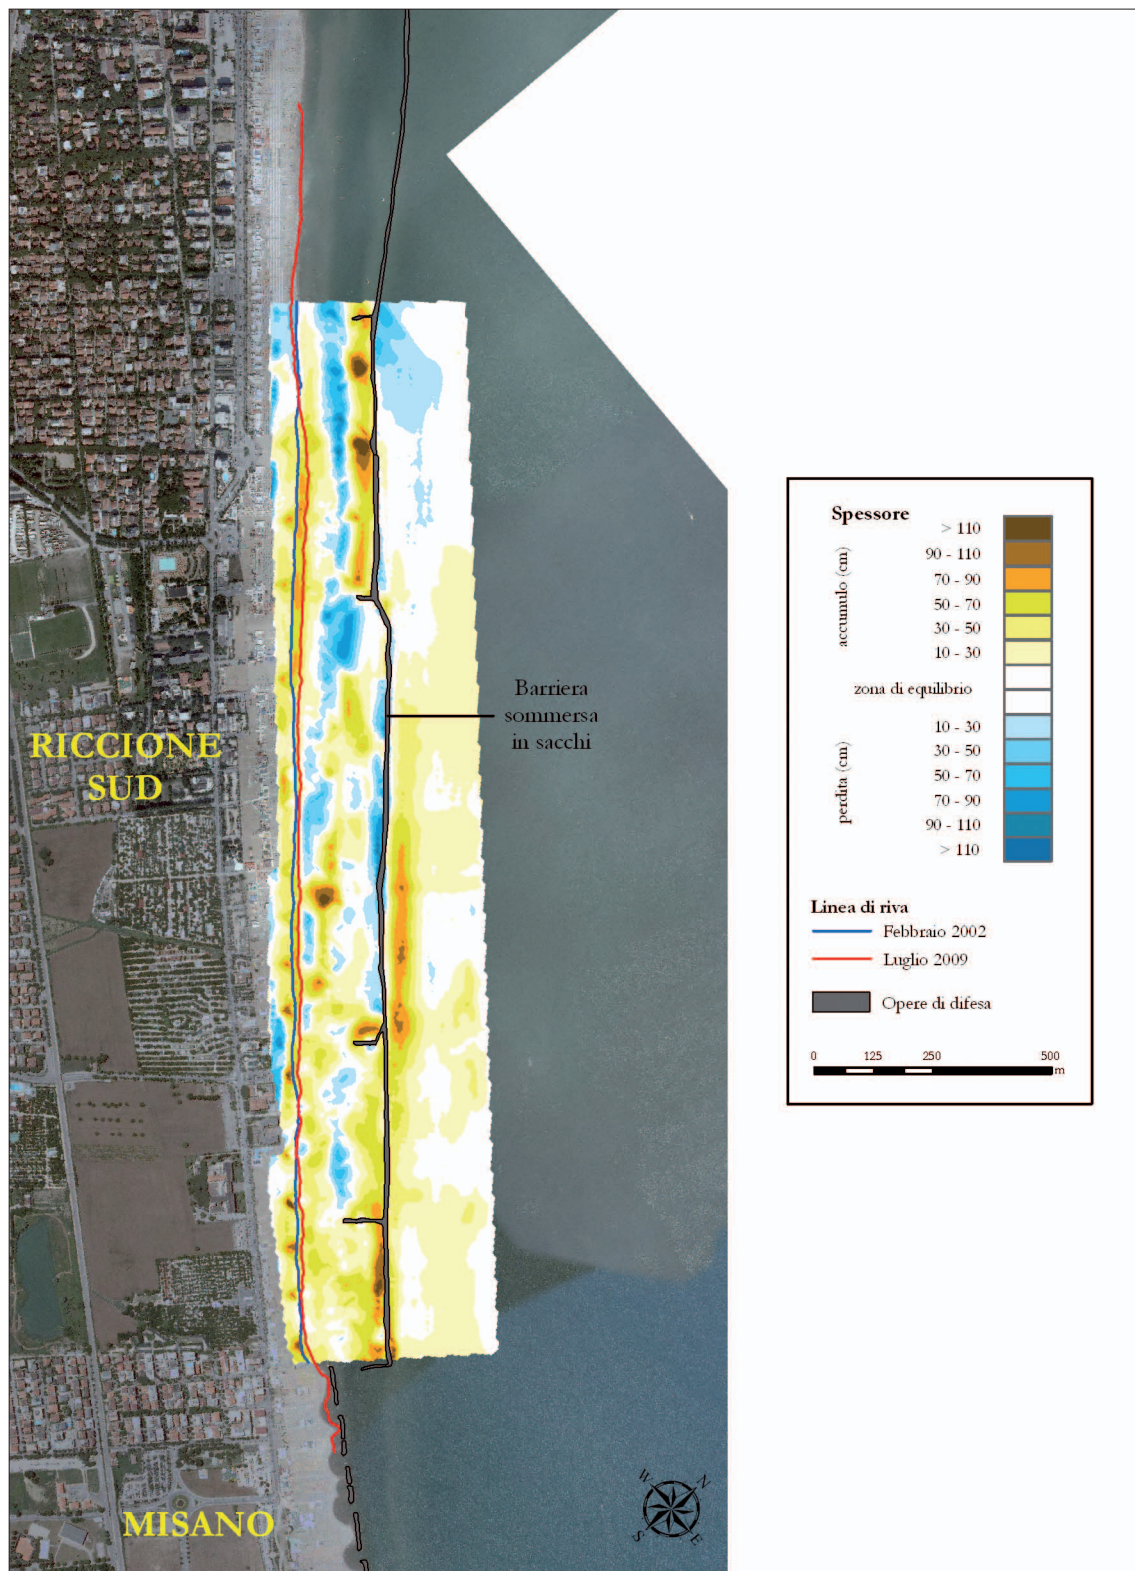 RICCIONE
SUD
MISANO
Barriera
sommersa
in sacchi
Spessore
accumulo (cm)
> 110
90 - 110
70 - 90
50 - 70
30 - 50
10 - 30
zona di equilibrio
perdita (cm)
10 - 30
30 - 50
50 - 70
70 - 90
90 - 110
> 110
Linea di riva
Febbraio 2002
Luglio 2009
Opere di difesa
0 125 250 500
m
W N
S E